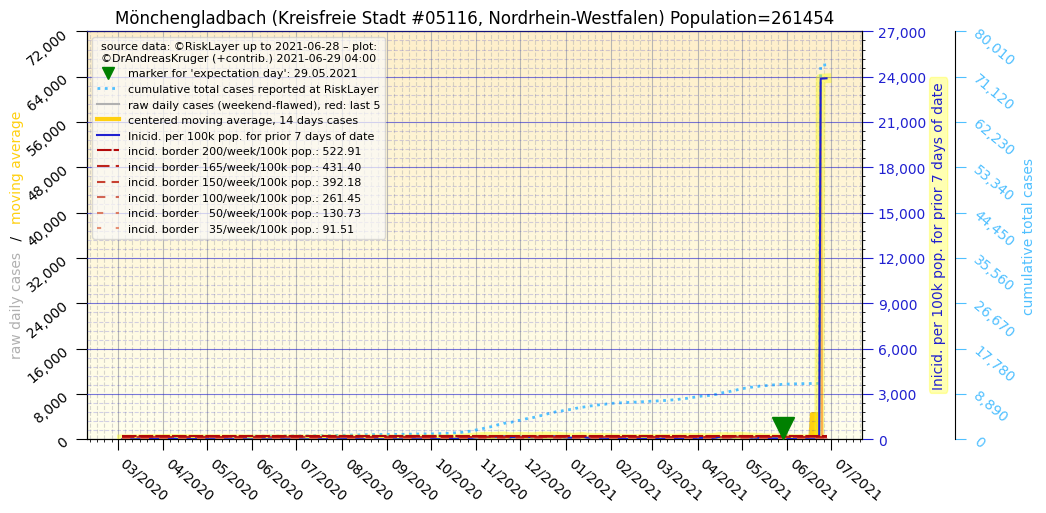 Mönchengladbach (Kreisfreie Stadt #05116, Nordrhein-Westfalen) Population=261454
source data: ©RiskLayer up to 2021-06-28 – plot:
©DrAndreasKruger (+contrib.) 2021-06-29 04:00
marker for 'expectation day': 29.05.2021
cumulative total cases reported at RiskLayer
raw daily cases (weekend-flawed), red: last 5
centered moving average, 14 days cases
Inicid. per 100k pop. for prior 7 days of date
incid. border 200/week/100k pop.: 522.91
incid. border 165/week/100k pop.: 431.40
incid. border 150/week/100k pop.: 392.18
incid. border 100/week/100k pop.: 261.45
incid. border   50/week/100k pop.: 130.73
incid. border   35/week/100k pop.: 91.51
raw daily cases / moving average
72,000
64,000
56,000
48,000
40,000
32,000
24,000
16,000
8,000
0
27,000
24,000
21,000
18,000
15,000
12,000
9,000
6,000
3,000
0
Inicid. per 100k pop. for prior 7 days of date
80,010
71,120
62,230
53,340
44,450
35,560
26,670
17,780
8,890
0
cumulative total cases
03/2020
04/2020
05/2020
06/2020
07/2020
08/2020
09/2020
10/2020
11/2020
12/2020
01/2021
02/2021
03/2021
04/2021
05/2021
06/2021
07/2021